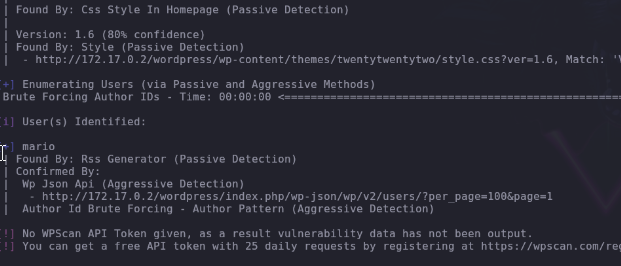 | Found By: Css Style In Homepage (Passive Detection)
|
| Version: 1.6 (80% confidence)
| Found By: Style (Passive Detection)
|  - http://172.17.0.2/wordpress/wp-content/themes/twentytwentytwo/style.css?ver=1.6, Match: '
[+] Enumerating Users (via Passive and Aggressive Methods)
Brute Forcing Author IDs - Time: 00:00:00 <==================================================
[i] User(s) Identified:
[+] mario
| Found By: Rss Generator (Passive Detection)
| Confirmed By:
|  Wp Json Api (Aggressive Detection)
|   - http://172.17.0.2/wordpress/index.php/wp-json/wp/v2/users/?per_page=100&page=1
|  Author Id Brute Forcing - Author Pattern (Aggressive Detection)
[!] No WPScan API Token given, as a result vulnerability data has not been output.
[!] You can get a free API token with 25 daily requests by registering at https://wpscan.com/re